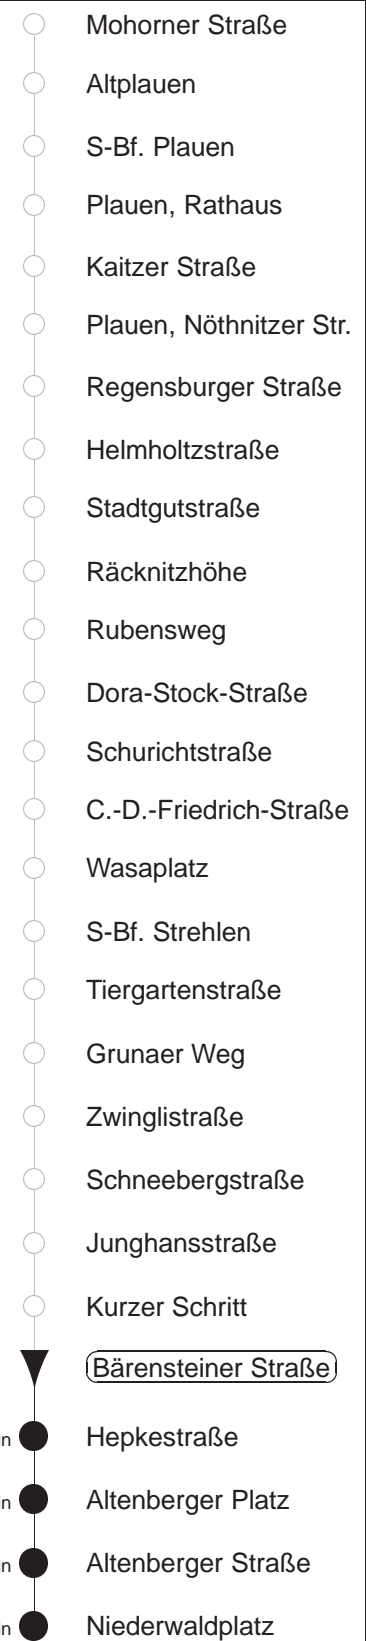 Mohorner Straße
Altplauen
S-Bf. Plauen
Plauen, Rathaus
Kaitzer Straße
Plauen, Nöthnitzer Str.
Regensburger Straße
Helmholtzstraße
Stadtgutstraße
Räcknitzhöhe
Rubensweg
Dora-Stock-Straße
Schurichtstraße
C.-D.-Friedrich-Straße
Wasaplatz
S-Bf. Strehlen
Tiergartenstraße
Grunaer Weg
Zwinglistraße
Schneebergstraße
Junghansstraße
Kurzer Schritt
Bärensteiner Straße
Hepkestraße
Altenberger Platz
Altenberger Straße
Niederwaldplatz